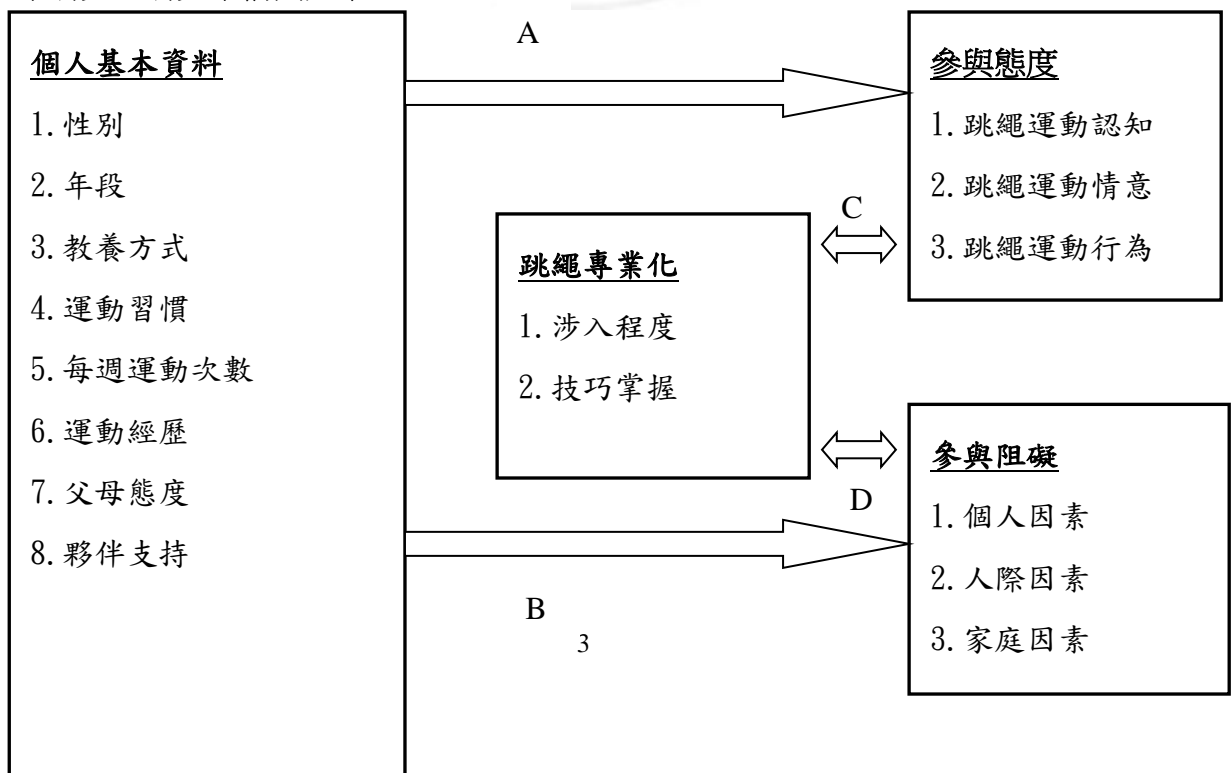 A
個人基本資料
1.性別
2.年段
3.教養方式
4.運動習慣
5.每週運動次數
6.運動經歷
7.父母態度
8.夥伴支持
參與態度
1.跳繩運動認知
2.跳繩運動情意
3.跳繩運動行為
C
跳繩專業化
1.涉入程度
2.技巧掌握
D
參與阻礙
1.個人因素
2.人際因素
3.家庭因素
B
3